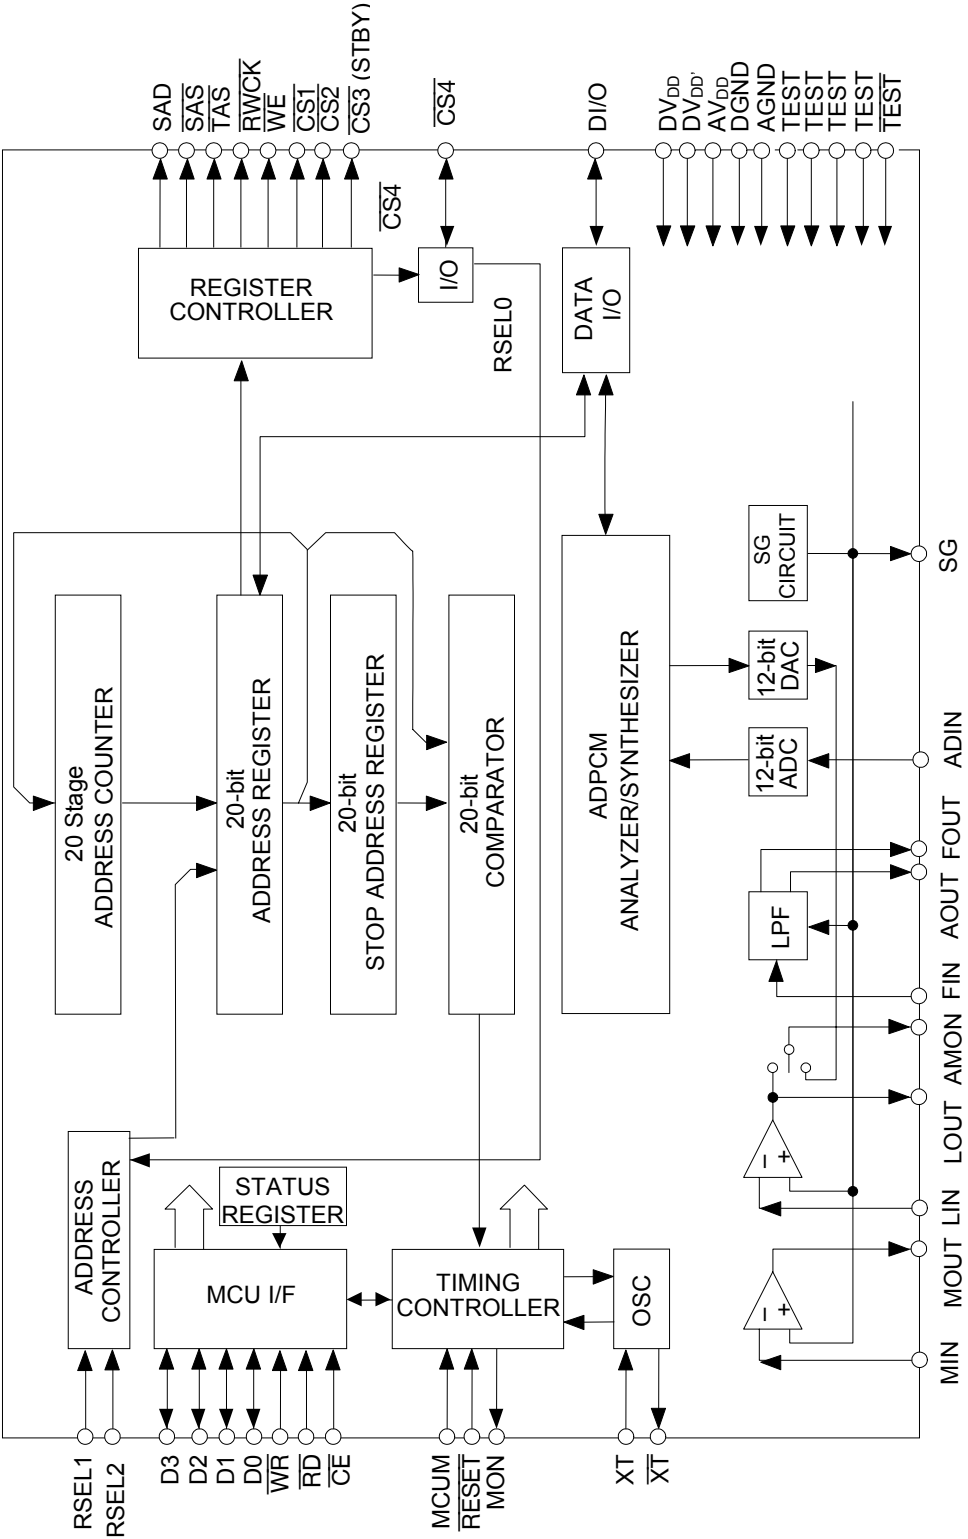 SAD
SAS
TAS
RWCK
WE
CS1
CS2
CS3 (STBY)
CS4
DI/O
DVDD
DVDD'
AVDD
DGND
AGND
TEST
TEST
TEST
TEST
TEST
CS4
REGISTER
CONTROLLER
I/O
RSEL0
DATA
I/O
20 Stage
ADDRESS COUNTER
20-bit
ADDRESS REGISTER
20-bit
STOP ADDRESS REGISTER
20-bit
COMPARATOR
ADPCM
ANALYZER/SYNTHESIZER
SG
CIRCUIT
12-bit
DAC
12-bit
ADC
LPF
ADDRESS
CONTROLLER
STATUS
REGISTER
MCU I/F
TIMING
CONTROLLER
OSC
– +
– +
SG
ADIN
FOUT
AOUT
FIN
AMON
LOUT
LIN
MOUT
MIN
RSEL1
RSEL2
D3
D2
D1
D0
WR
RD
CE
MCUM
RESET
MON
XT
XT